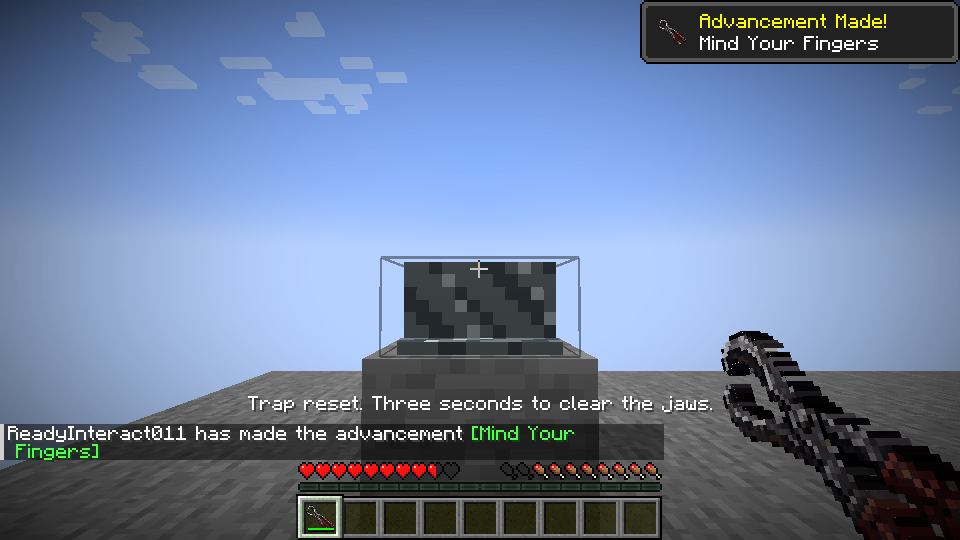 Advancement Made!
Mind Your Fingers
Trap reset. Three seconds to clear the jaws.
ReadyInteract011 has made the advancement [Mind Your
Fingers]